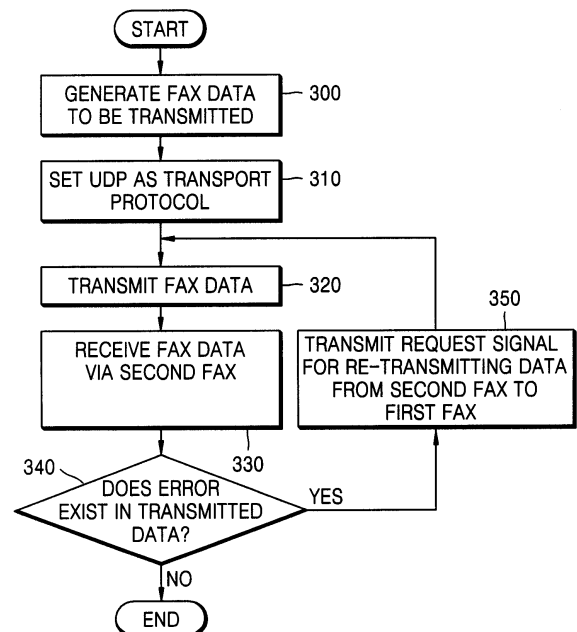 START
GENERATE FAX DATA
TO BE TRANSMITTED
300
SET UDP AS TRANSPORT
PROTOCOL
310
TRANSMIT FAX DATA
320
RECEIVE FAX DATA
VIA SECOND FAX
330
350
TRANSMIT REQUEST SIGNAL
FOR RE-TRANSMITTING DATA
FROM SECOND FAX TO
FIRST FAX
340
DOES ERROR
EXIST IN TRANSMITTED
DATA?
YES
NO
END